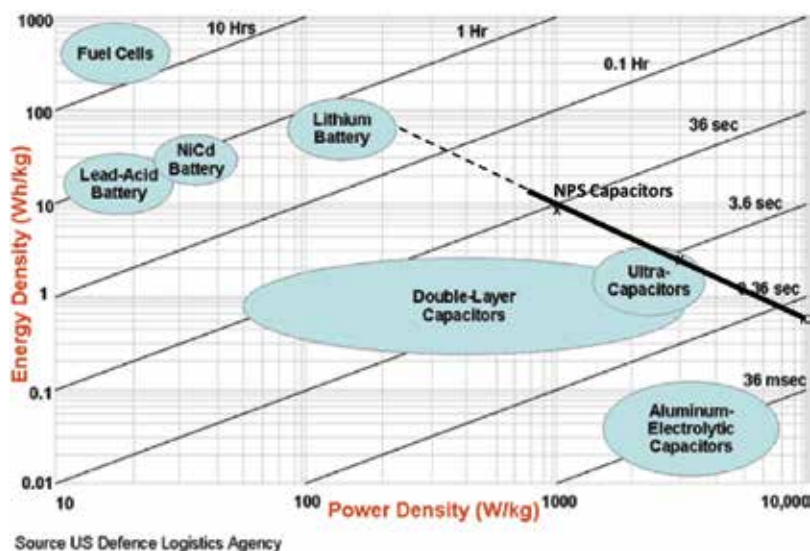 1000
100
10
1
0.1
0.01
Energy Density (Wh/kg)
10 Hrs
1 Hr
0.1 Hr
36 sec
3.6 sec
0.36 sec
36 msec
Fuel Cells
Lead-Acid
Battery
NiCd
Battery
Lithium
Battery
NPS Capacitors
Double-Layer
Capacitors
Ultra-
Capacitors
Aluminum-
Electrolytic
Capacitors
10
100
1000
10,000
Power Density (W/kg)
Source US Defence Logistics Agency